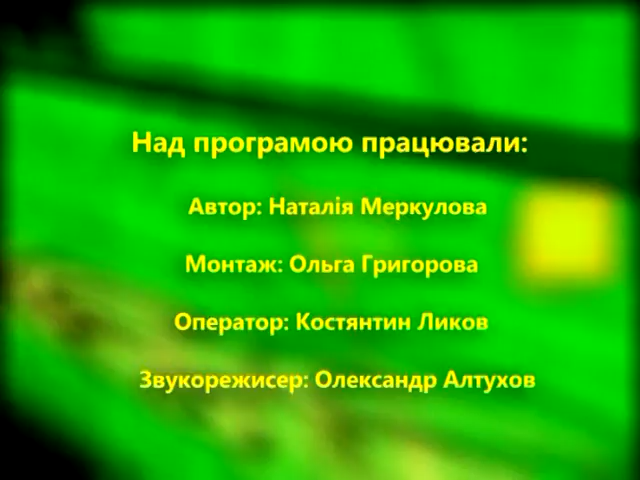 Над програмою працювали:
Автор: Наталія Меркулова
Монтаж: Ольга Григорова
Оператор: Костянтин Ликов
Звукорежисер: Олександр Алтухов